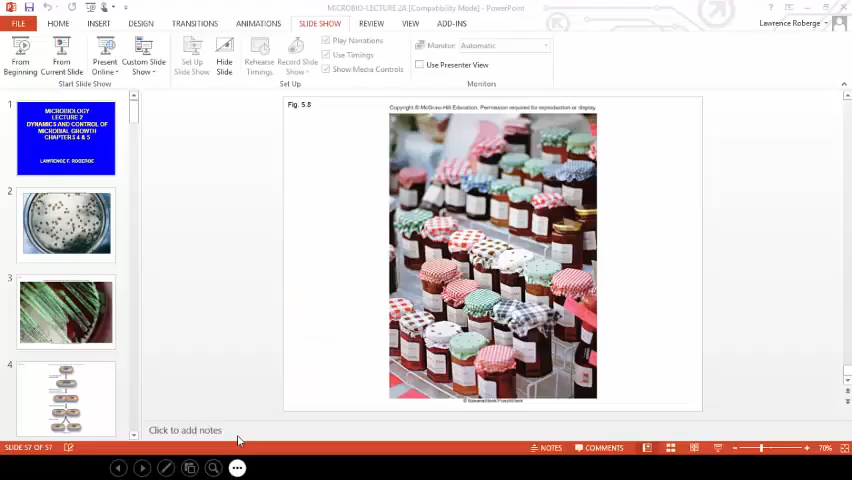 MICROBIO-LECTURE 2A [Compatibility Mode] - PowerPoint
FILE HOME INSERT DESIGN TRANSITIONS ANIMATIONS SLIDE SHOW REVIEW VIEW ADD-INS Lawrence Roberge
From Beginning
From Current Slide
Present Online
Custom Slide Show
Set Up Slide Show
Hide Slide
Rehearse Timings
Record Slide Show
Play Narrations
Use Timings
Show Media Controls
Monitor: Automatic
Use Presenter View
Start Slide Show Set Up Monitors
1
MICROBIOLOGY
LECTURE 2
DYNAMICS AND CONTROL OF
MICROBIAL GROWTH
CHAPTERS 4 & 5
LAWRENCE F. ROBERGE
2
3
4
Fig. 5.8
Copyright © McGraw-Hill Education. Permission required for reproduction or display.
Click to add notes
SLIDE 57 OF 57 NOTES COMMENTS 70%